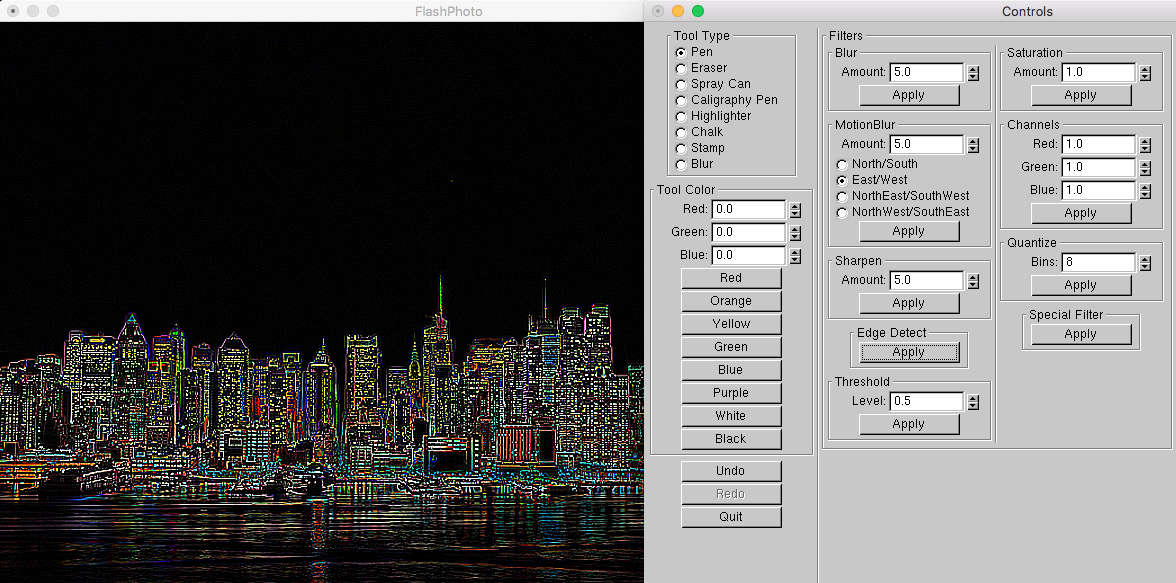 FlashPhoto
Controls
Tool Type
Pen
Eraser
Spray Can
Caligraphy Pen
Highlighter
Chalk
Stamp
Blur
Tool Color
Red: 0.0
Green: 0.0
Blue: 0.0
Red
Orange
Yellow
Green
Blue
Purple
White
Black
Undo
Redo
Quit
Filters
Blur
Amount: 5.0
Apply
MotionBlur
Amount: 5.0
North/South
East/West
NorthEast/SouthWest
NorthWest/SouthEast
Apply
Sharpen
Amount: 5.0
Apply
Edge Detect
Apply
Threshold
Level: 0.5
Apply
Saturation
Amount: 1.0
Apply
Channels
Red: 1.0
Green: 1.0
Blue: 1.0
Apply
Quantize
Bins: 8
Apply
Special Filter
Apply